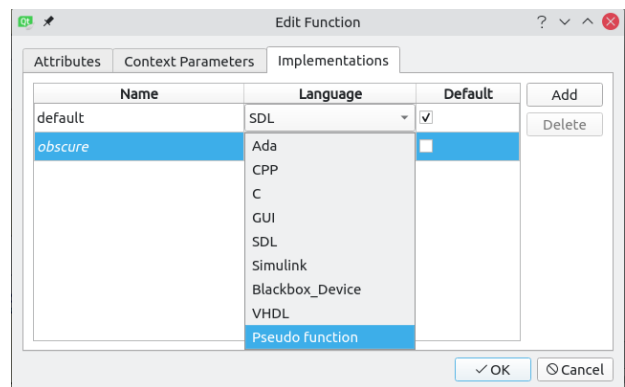 Qt Edit Function ?
Attributes Context Parameters Implementations
Name Language Default Add
default SDL Delete
obscure Ada
CPP
C
GUI
SDL
Simulink
Blackbox_Device
VHDL
Pseudo function
OK Cancel